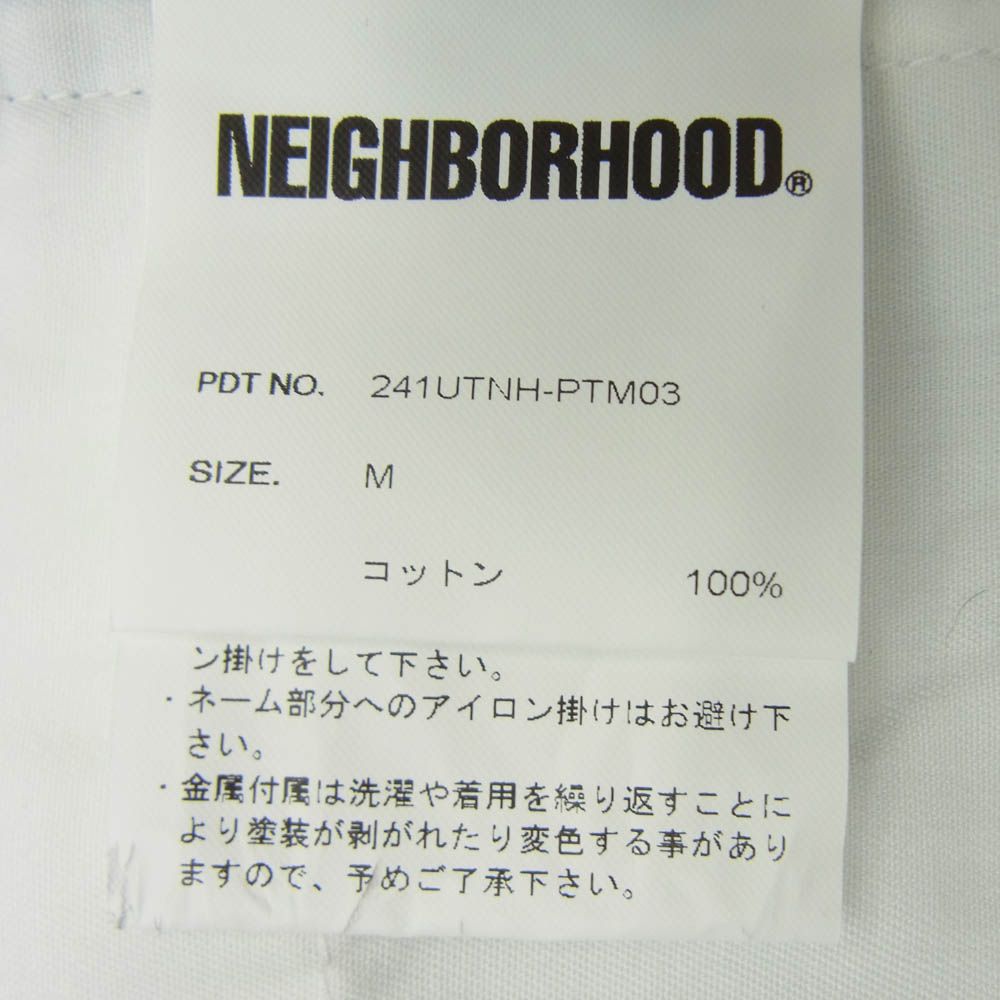 NEIGHBORHOOD®
PDT NO. 241UTNH-PTM03
SIZE. M
コットン 100%
ン掛けをして下さい。
・ネーム部分へのアイロン掛けはお避け下
さい。
・金属付属は洗濯や着用を繰り返すことに
より塗装が剥がれたり変色する事があり
ますので、予めご了承下さい。